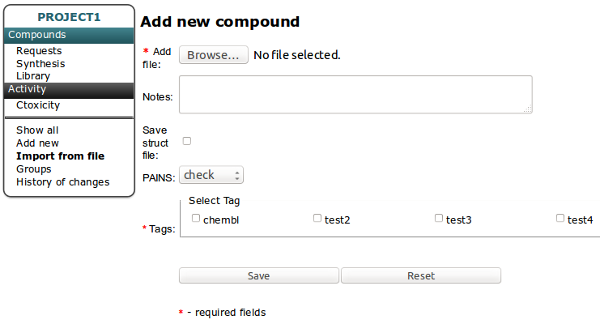 PROJECT1
Compounds
Requests
Synthesis
Library
Activity
Ctoxicity
Show all
Add new
Import from file
Groups
History of changes
Add new compound
* Add
file:
Browse... No file selected.
Notes:
Save
struct
file:
PAINS: check
Select Tag
* Tags: chembl test2 test3 test4
Save Reset
* - required fields